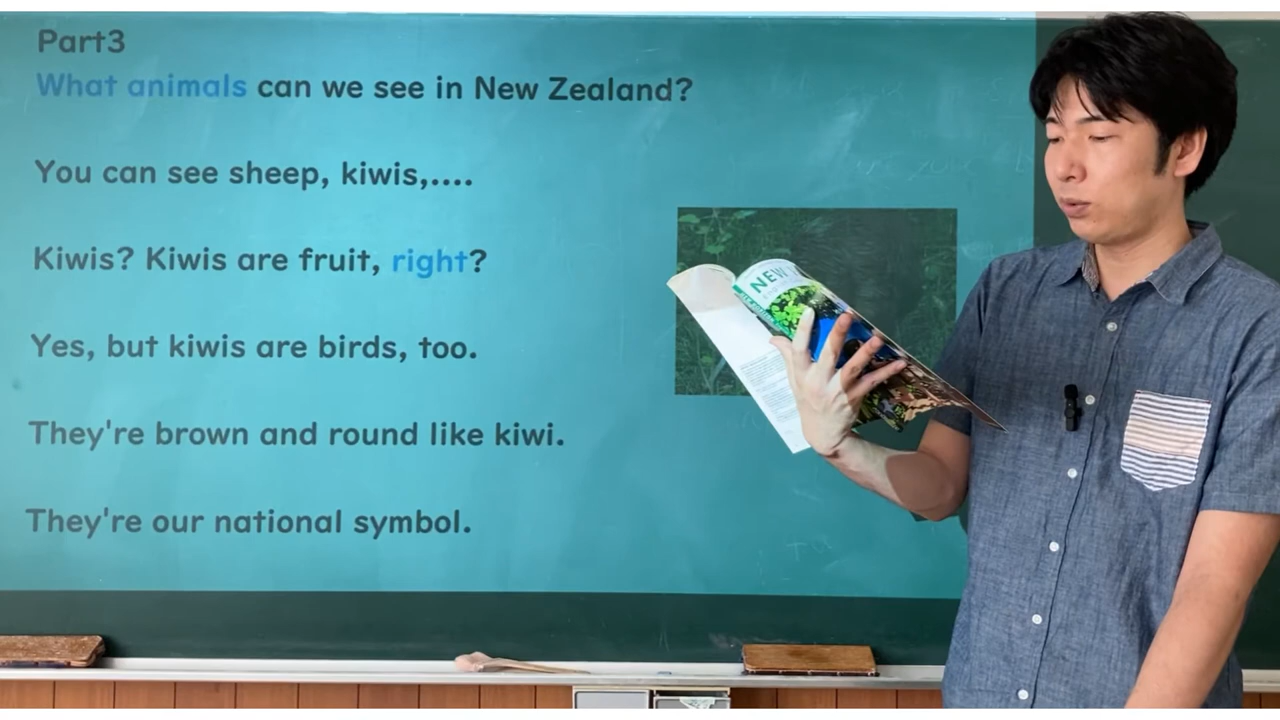 Part3
What animals can we see in New Zealand?
You can see sheep, kiwis,....
Kiwis? Kiwis are fruit, right?
Yes, but kiwis are birds, too.
They're brown and round like kiwi.
They're our national symbol.
NEW